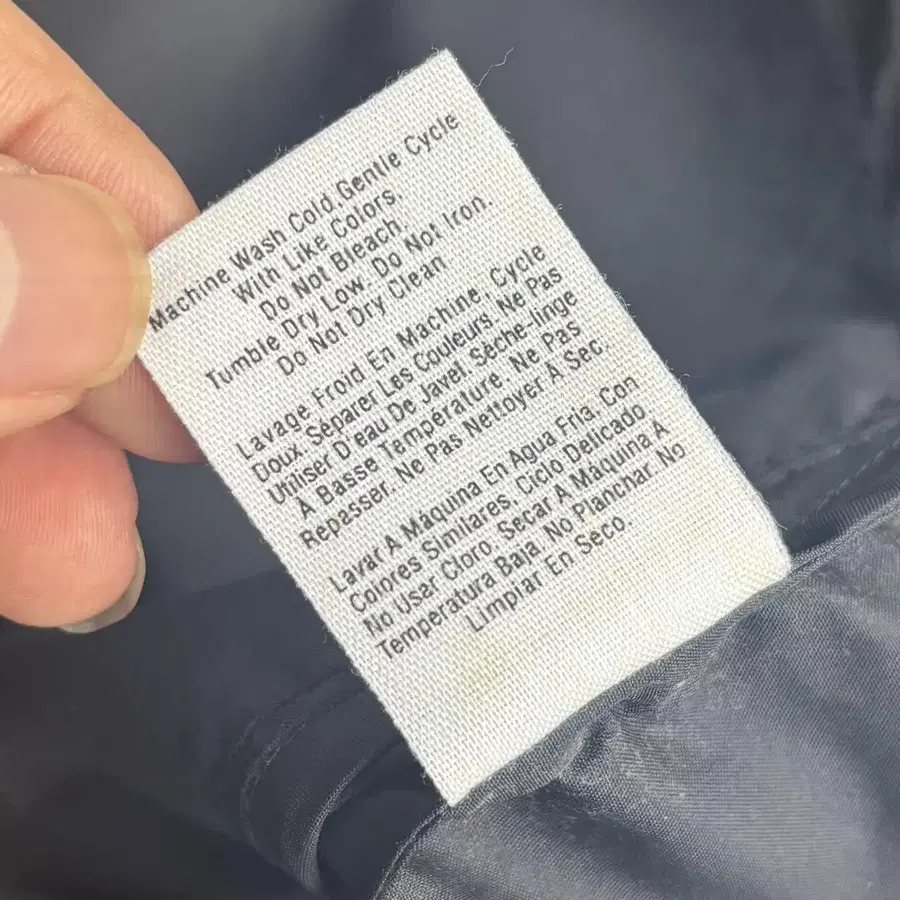 Machine Wash Cold,Gentle Cycle
With Like Colors.
Do Not Bleach.
Tumble Dry Low. Do Not Iron.
Do Not Dry Clean
Lavage Froid En Machine, Cycle
Doux. Séparer Les Couleurs. Ne Pas
Utiliser D'eau De Javel. Sèche-linge
À Basse Température. Ne Pas
Repasser. Ne Pas Nettoyer À Sec.
Lavar A Máquina En Agua Fria. Con
Colores Similares. Ciclo Delicado
No Usar Cloro. Secar A Máquina A
Temperatura Baja. No Planchar No
Limpiar En Seco.